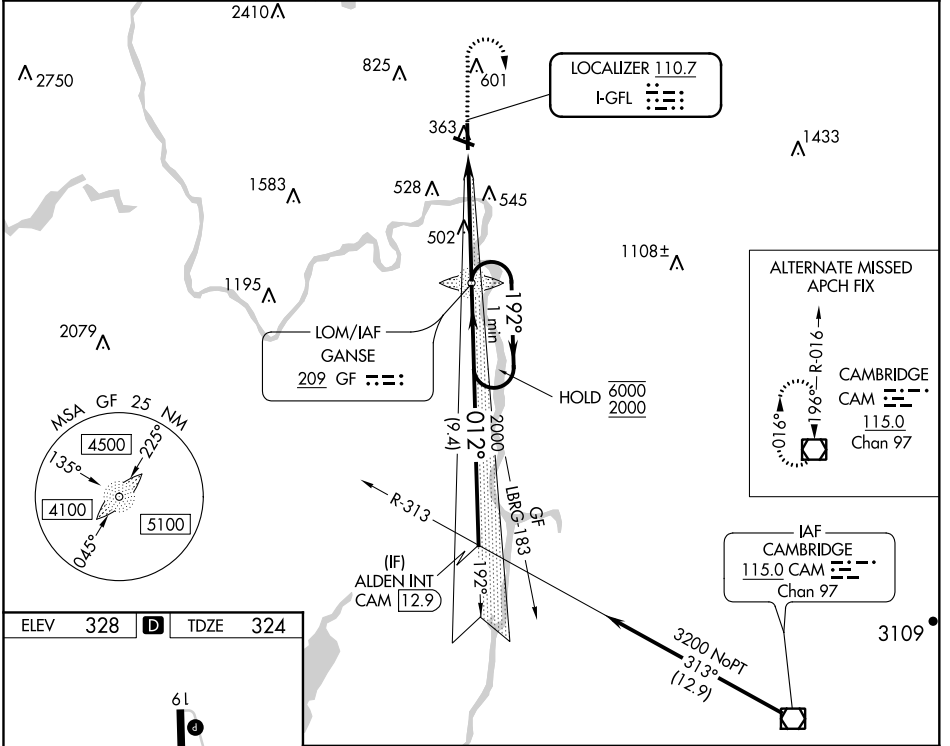 2410
2750
825
601
LOCALIZER 110.7
I-GFL
363
1433
1583
528
545
502
1108±
ALTERNATE MISSED
APCH FIX
R-016
196°
016°
CAMBRIDGE
CAM
115.0
Chan 97
1195
192°
1 min
LOM/IAF
GANSE
209 GF
2079
HOLD 6000
2000
MSA GF 25 NM
4500
135°
225°
4100
5100
045°
012°
(9.4)
2000
GF
LBRG-183
R-313
(IF)
ALDEN INT
CAM 12.9
192°
IAF
CAMBRIDGE
115.0 CAM
Chan 97
3109
3200 NoPT
313°
(12.9)
ELEV 328 D TDZE 324
19
P